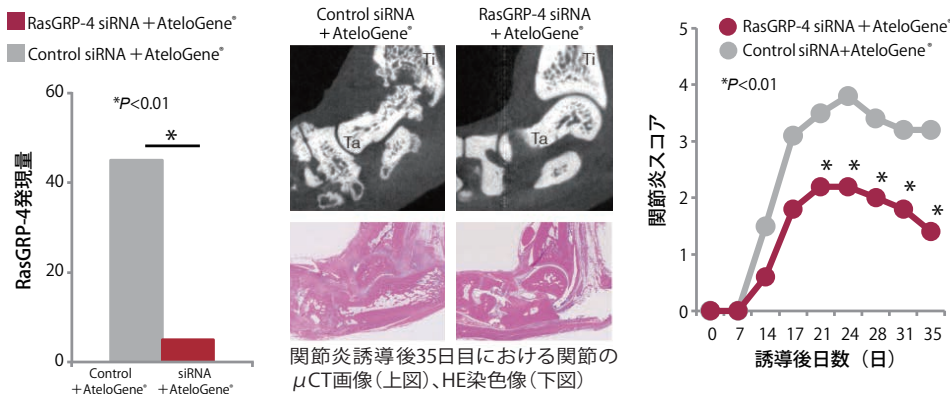 RasGRP-4 siRNA＋AteloGene®
Control siRNA＋AteloGene®
RasGRP-4発現量
60
40
20
0
*P<0.01
*
Control
+AteloGene®
siRNA
+AteloGene®
Control siRNA
+AteloGene®
RasGRP-4 siRNA
+AteloGene®
Ti
Ta
Ti
Ta
関節炎誘導後35日目における関節の
μCT画像（上図）、HE染色像（下図）
RasGRP-4 siRNA＋AteloGene®
Control siRNA+AteloGene®
*P<0.01
関節炎スコア
5
4
3
2
1
0
* * * * *
0 7 14 17 21 24 28 31 35
誘導後日数（日）